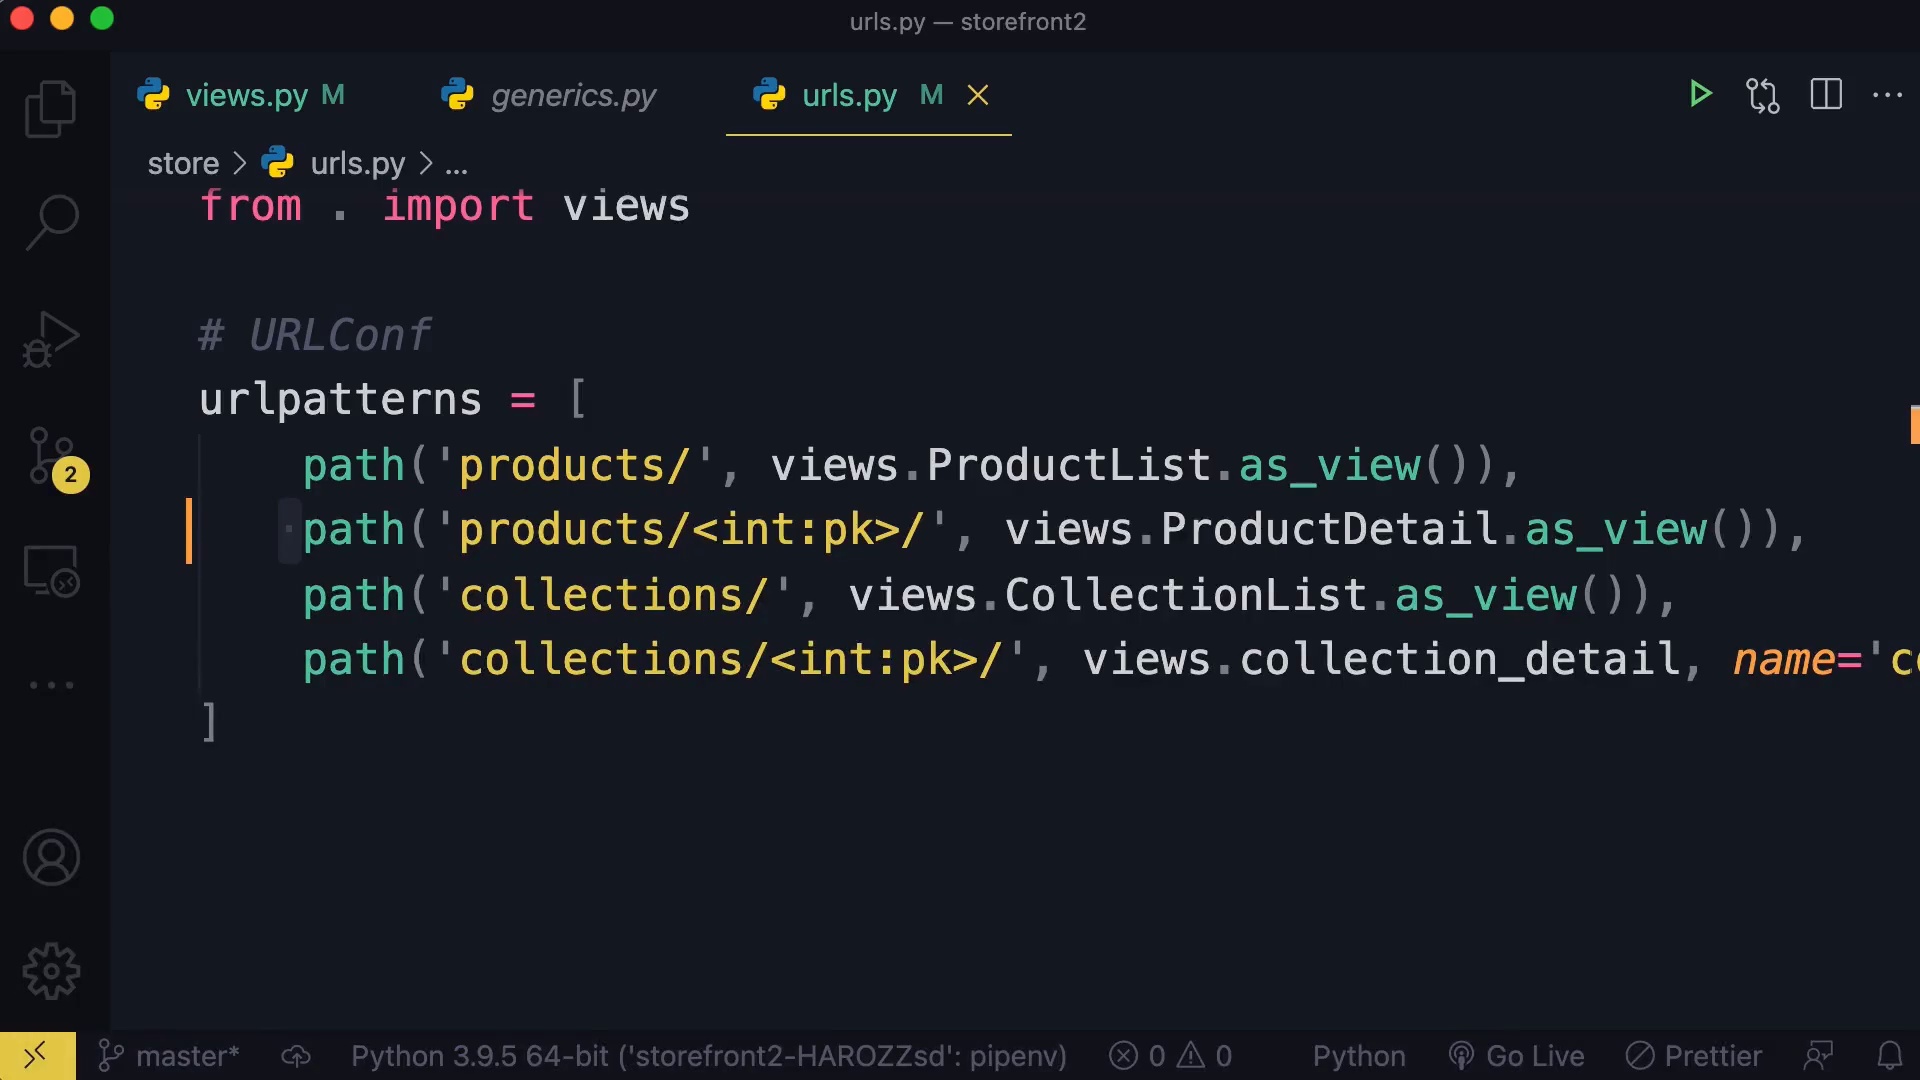 urls.py — storefront2
views.py M
generics.py
urls.py M
store > urls.py > ...
from . import views
# URLConf
urlpatterns = [
path('products/', views.ProductList.as_view()),
path('products/<int:pk>/', views.ProductDetail.as_view()),
path('collections/', views.CollectionList.as_view()),
path('collections/<int:pk>/', views.collection_detail, name='co
]
2
master*
Python 3.9.5 64-bit ('storefront2-HAROZZsd': pipenv)
0
0
Python
Go Live
Prettier